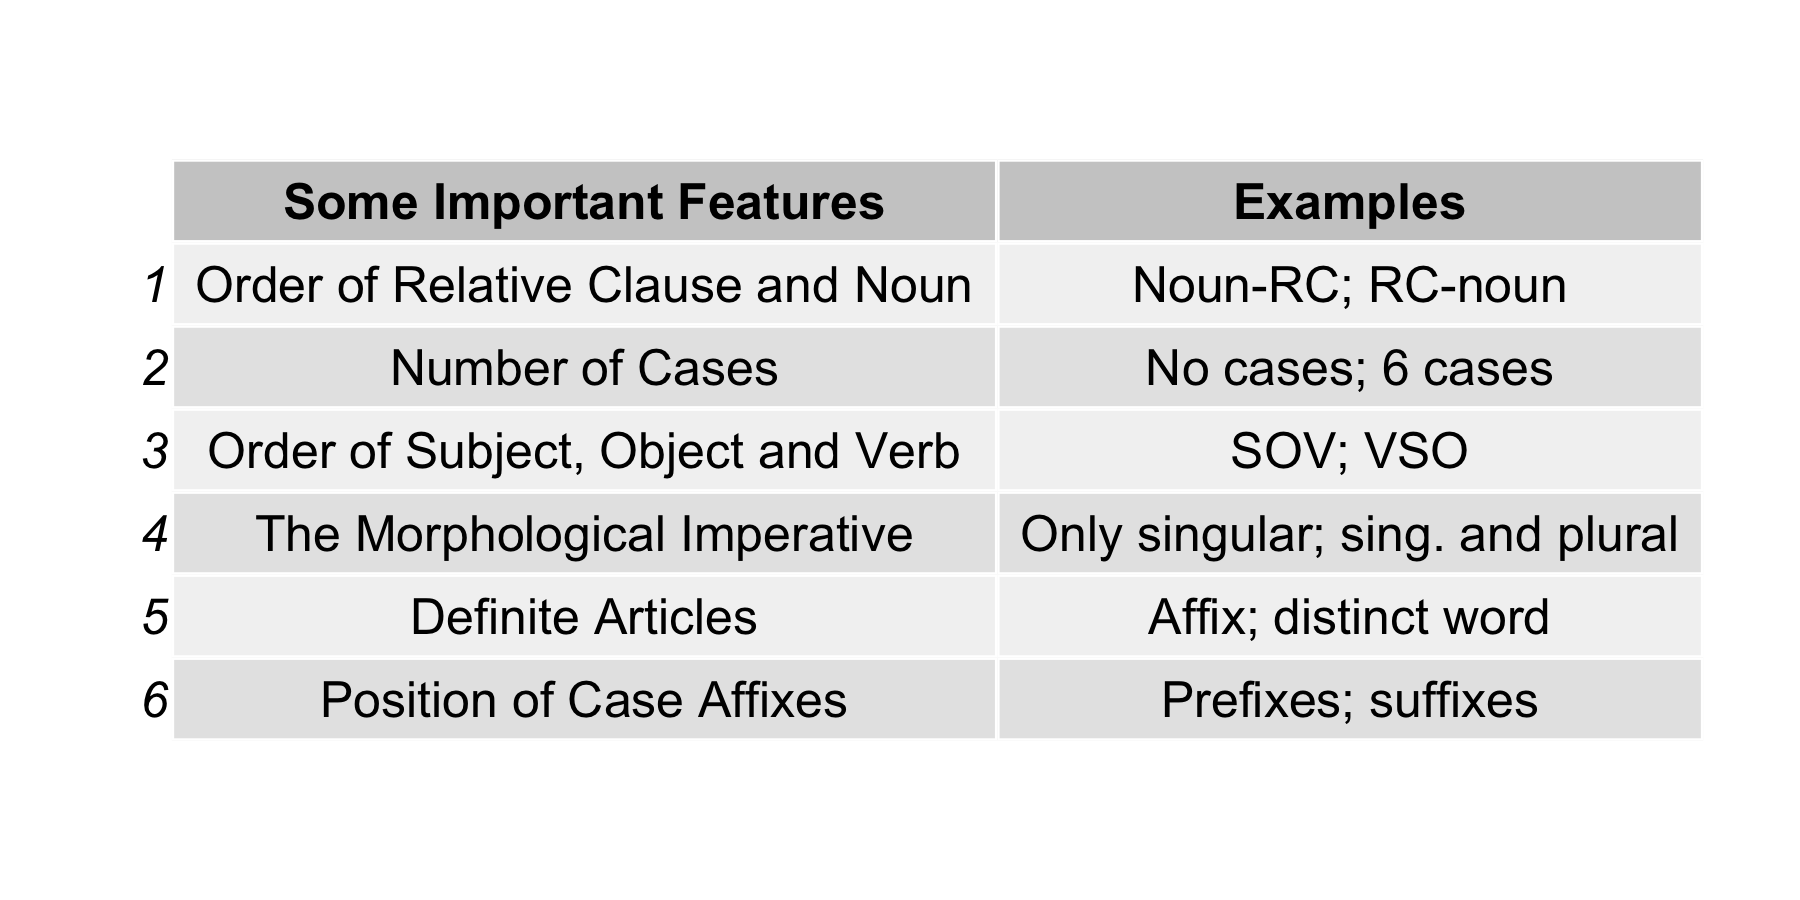 Some Important Features Examples
1 Order of Relative Clause and Noun Noun-RC; RC-noun
2 Number of Cases No cases; 6 cases
3 Order of Subject, Object and Verb SOV; VSO
4 The Morphological Imperative Only singular; sing. and plural
5 Definite Articles Affix; distinct word
6 Position of Case Affixes Prefixes; suffixes